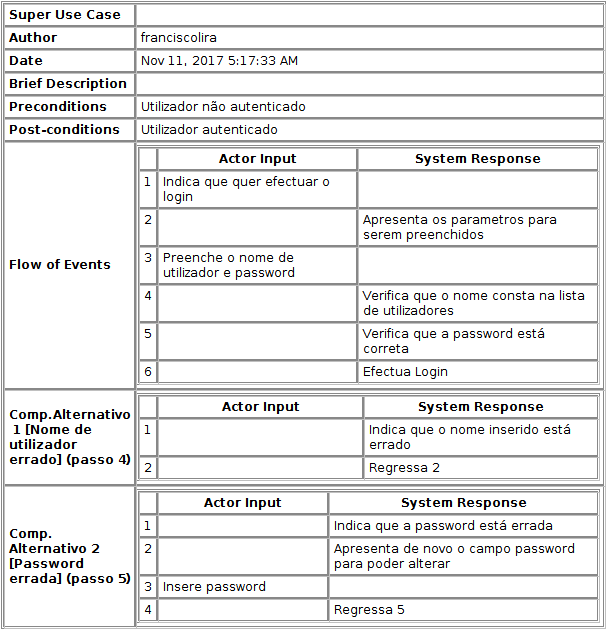 Super Use Case
Author franciscolira
Date Nov 11, 2017 5:17:33 AM
Brief Description
Preconditions Utilizador não autenticado
Post-conditions Utilizador autenticado
Flow of Events
Actor Input System Response
1 Indica que quer efectuar o
login
2 Apresenta os parametros para
serem preenchidos
3 Preenche o nome de
utilizador e password
4 Verifica que o nome consta na lista
de utilizadores
5 Verifica que a password está
correta
6 Efectua Login
Comp.Alternativo
1 [Nome de
utilizador
errado] (passo 4)
Actor Input System Response
1 Indica que o nome inserido está
errado
2 Regressa 2
Comp.
Alternativo 2
[Password
errada] (passo 5)
Actor Input System Response
1 Indica que a password está errada
2 Apresenta de novo o campo password
para poder alterar
3 Insere password
4 Regressa 5